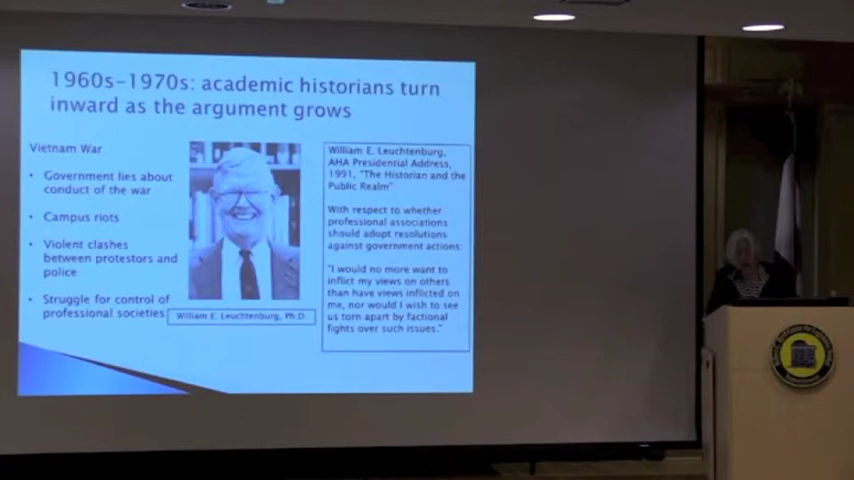 1960s–1970s: academic historians turn
inward as the argument grows
Vietnam War
• Government lies about
conduct of the war
• Campus riots
• Violent clashes
between protestors and
police
• Struggle for control of
professional societies
William E. Leuchtenburg, Ph.D.
William E. Leuchtenburg,
AHA Presidential Address,
1991, "The Historian and the
Public Realm"
With respect to whether
professional associations
should adopt resolutions
against government actions:
"I would no more want to
inflict my views on others
than have views inflicted on
me, nor would I wish to see
us torn apart by factional
fights over such issues."